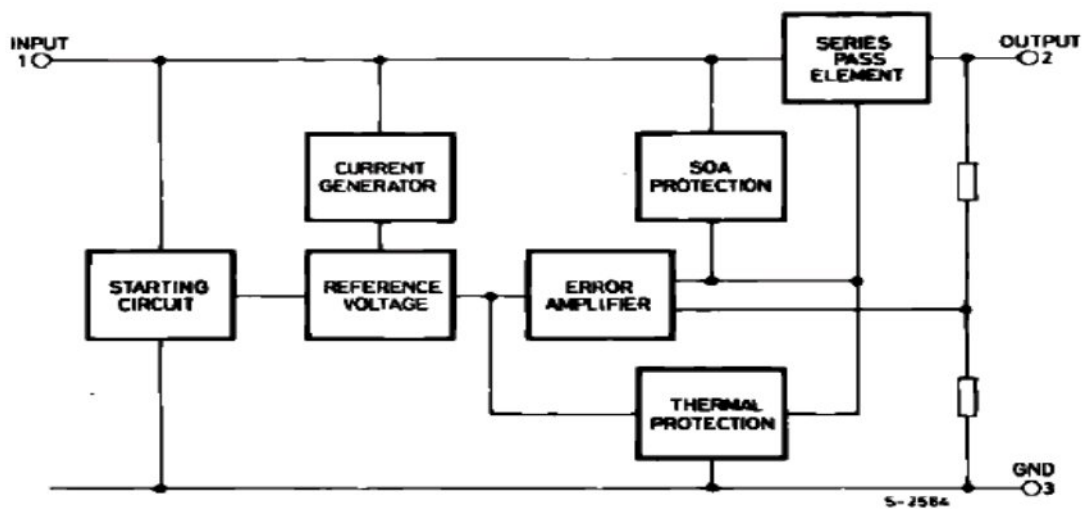 INPUT
1
SERIES
PASS
ELEMENT
OUTPUT
2
CURRENT
GENERATOR
SOA
PROTECTION
STARTING
CIRCUIT
REFERENCE
VOLTAGE
ERROR
AMPLIFIER
THERMAL
PROTECTION
GND
3
S-2584